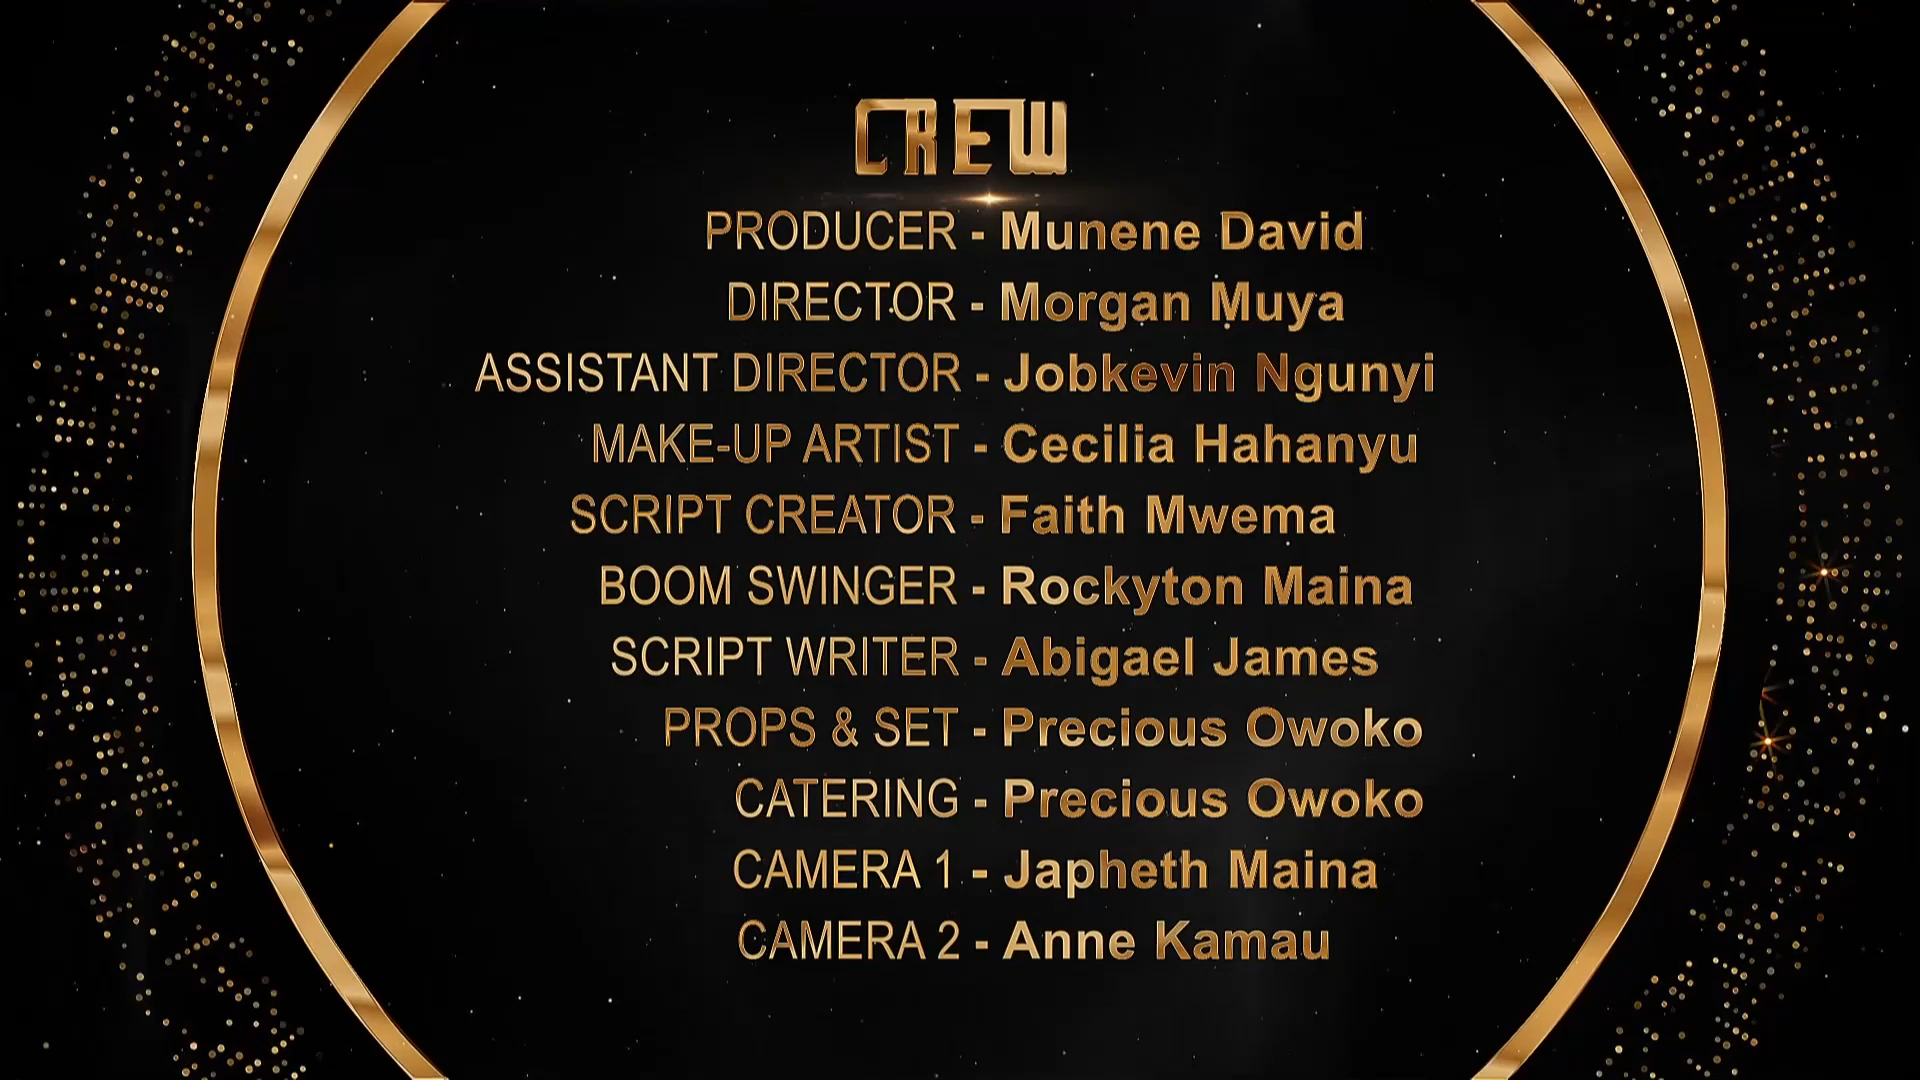 CREW
PRODUCER - Munene David
DIRECTOR - Morgan Muya
ASSISTANT DIRECTOR - Jobkevin Ngunyi
MAKE-UP ARTIST - Cecilia Hahanyu
SCRIPT CREATOR - Faith Mwema
BOOM SWINGER - Rockyton Maina
SCRIPT WRITER - Abigael James
PROPS & SET - Precious Owoko
CATERING - Precious Owoko
CAMERA 1 - Japheth Maina
CAMERA 2 - Anne Kamau